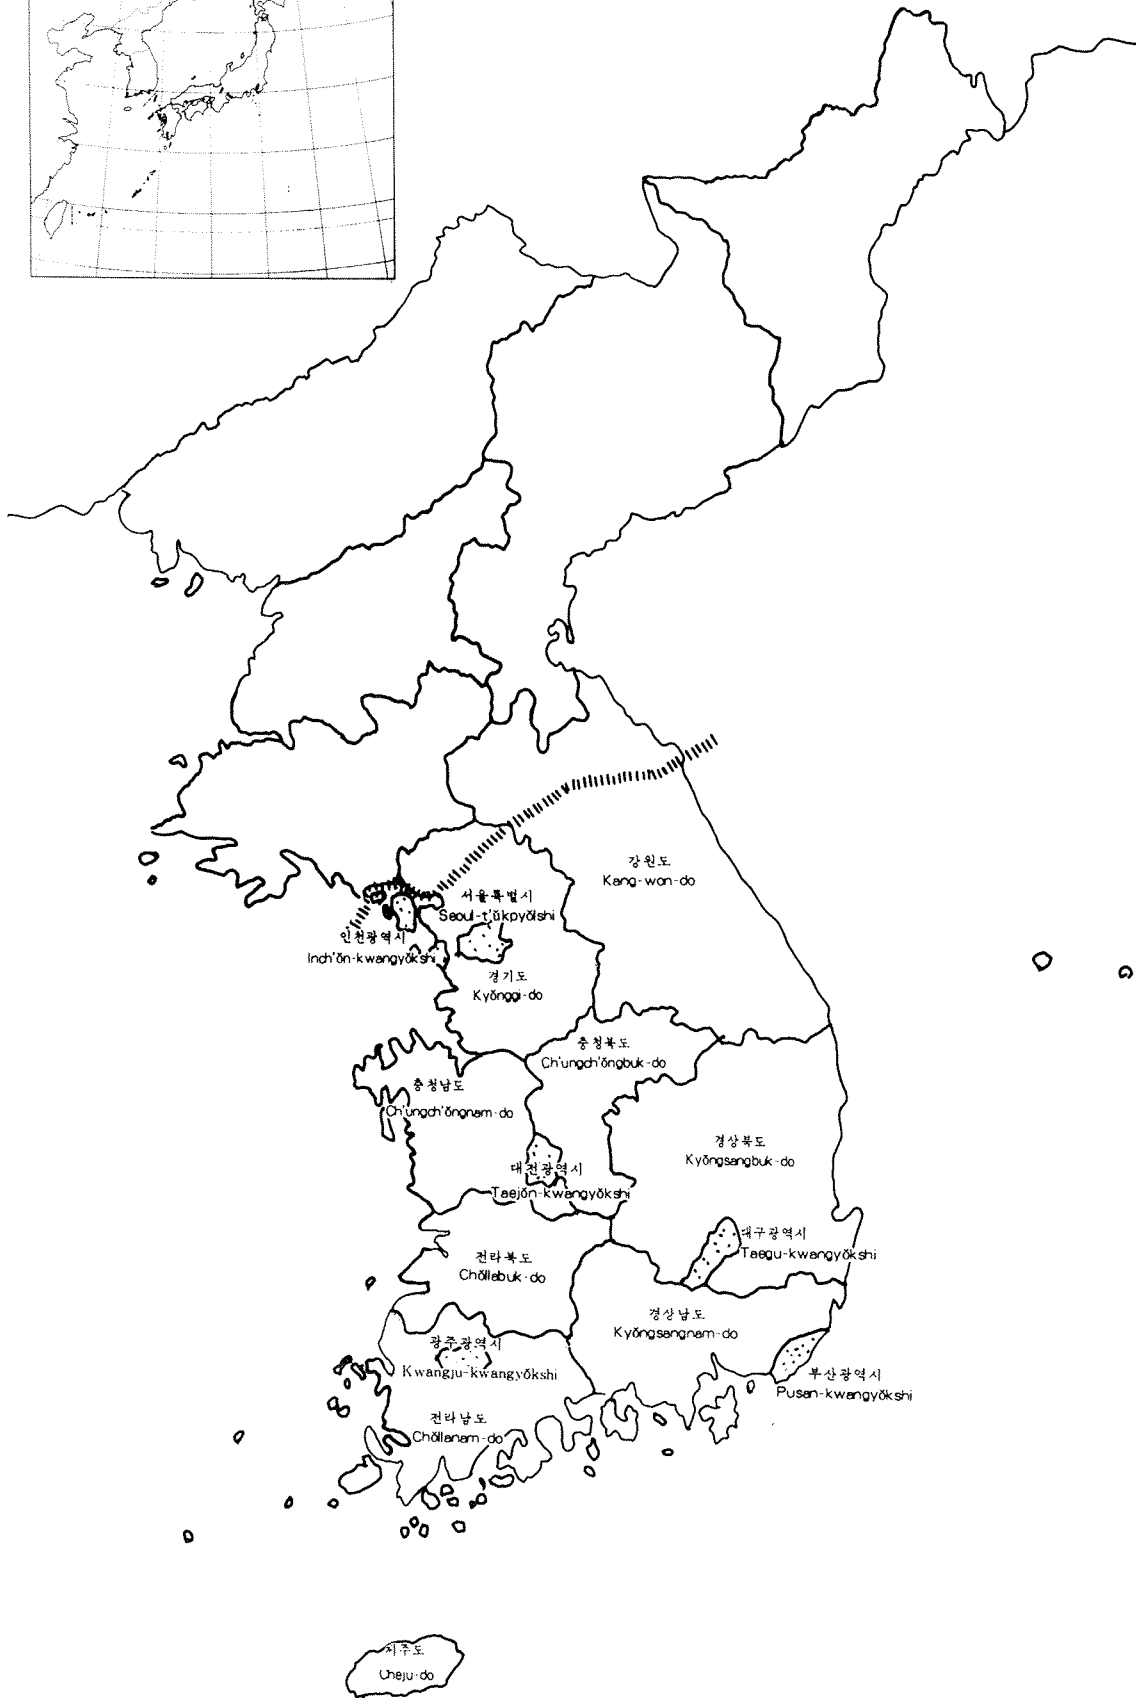 강원도
Kang-won-do
서울특별시
Seoul-t'ŭkpyŏlshi
인천광역시
Inch'ŏn-kwangyŏkshi
경기도
Kyŏnggi-do
충청북도
Ch'ungch'ŏngbuk-do
충청남도
Ch'ungch'ŏngnam-do
경상북도
Kyŏngsangbuk-do
대전광역시
Taejŏn-kwangyŏkshi
대구광역시
Taegu-kwangyŏkshi
전라북도
Chŏllabuk-do
경상남도
Kyŏngsangnam-do
광주광역시
Kwangju-kwangyŏkshi
부산광역시
Pusan-kwangyŏkshi
전라남도
Chŏllanam-do
제주도
Cheju-do